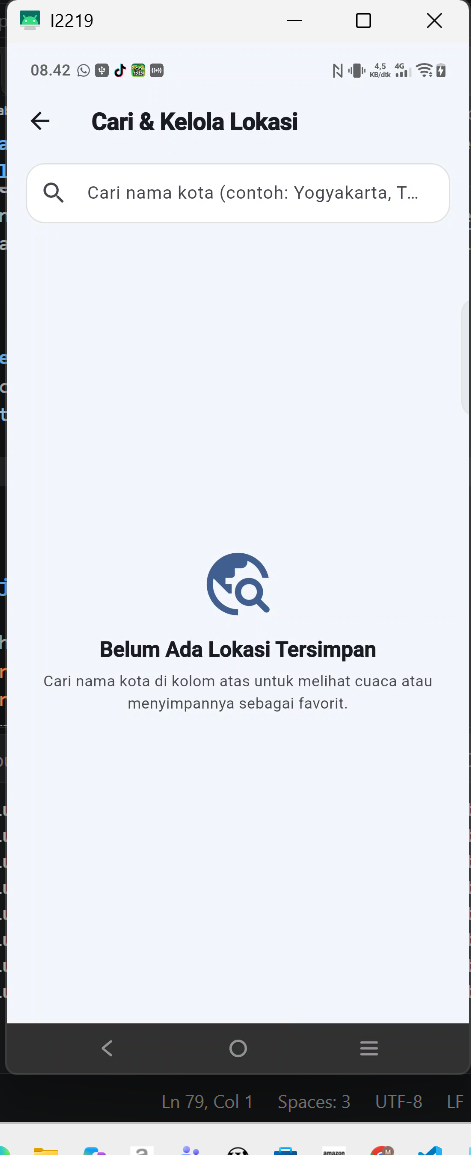 I2219
08.42
4,5
KB/dtk
4G
Cari & Kelola Lokasi
Cari nama kota (contoh: Yogyakarta, T...
Belum Ada Lokasi Tersimpan
Cari nama kota di kolom atas untuk melihat cuaca atau
menyimpannya sebagai favorit.
Ln 79, Col 1 Spaces: 3 UTF-8 LF